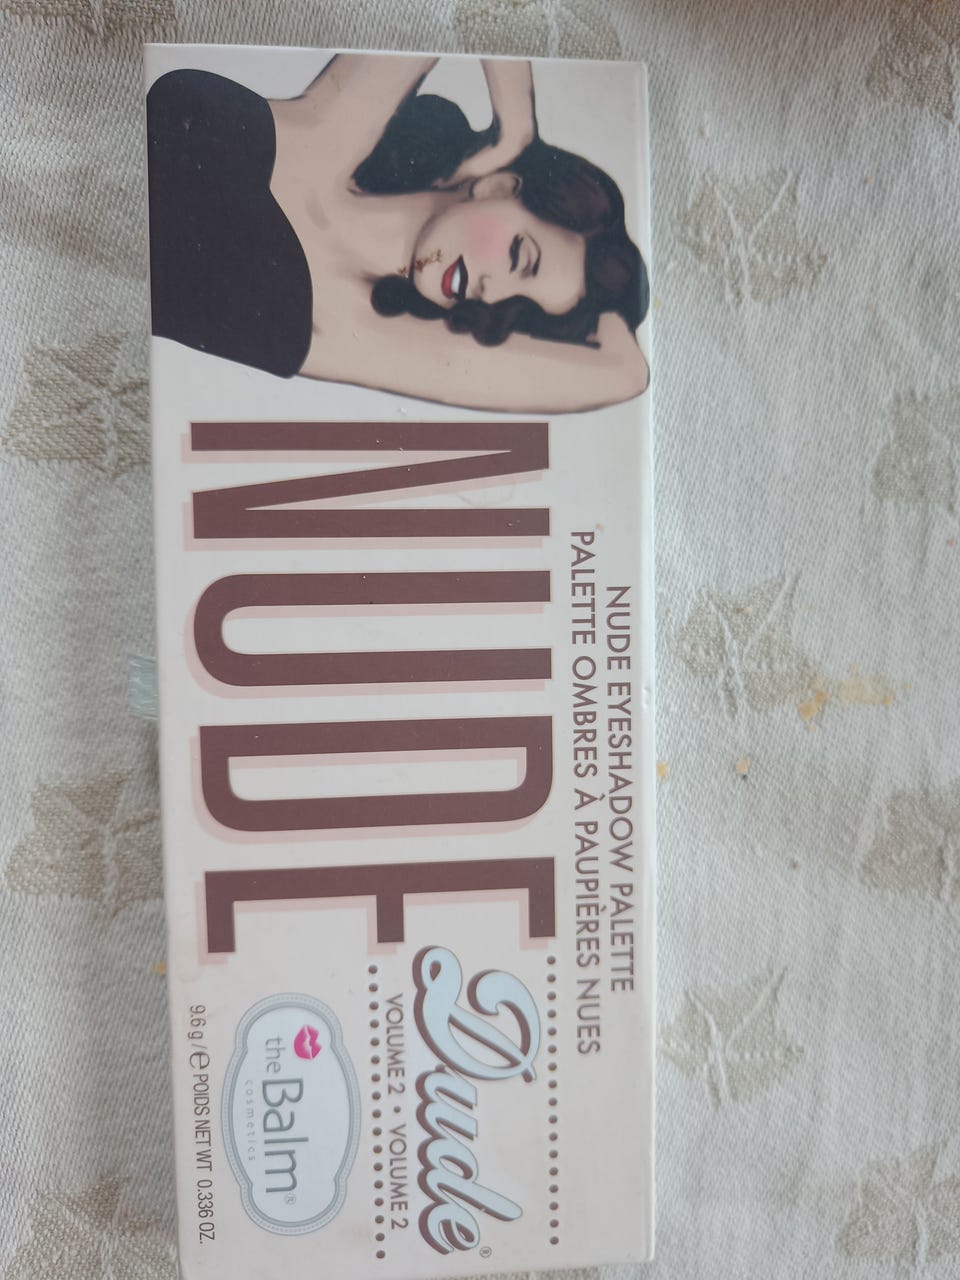 NUDE EYESHADOW PALETTE
PALETTE OMBRES À PAUPIÈRES NUES
NUDE
Dude®
VOLUME 2 • VOLUME 2
the Balm®
cosmetics
9.6 g / ℮ POIDS NET WT 0.336 OZ.